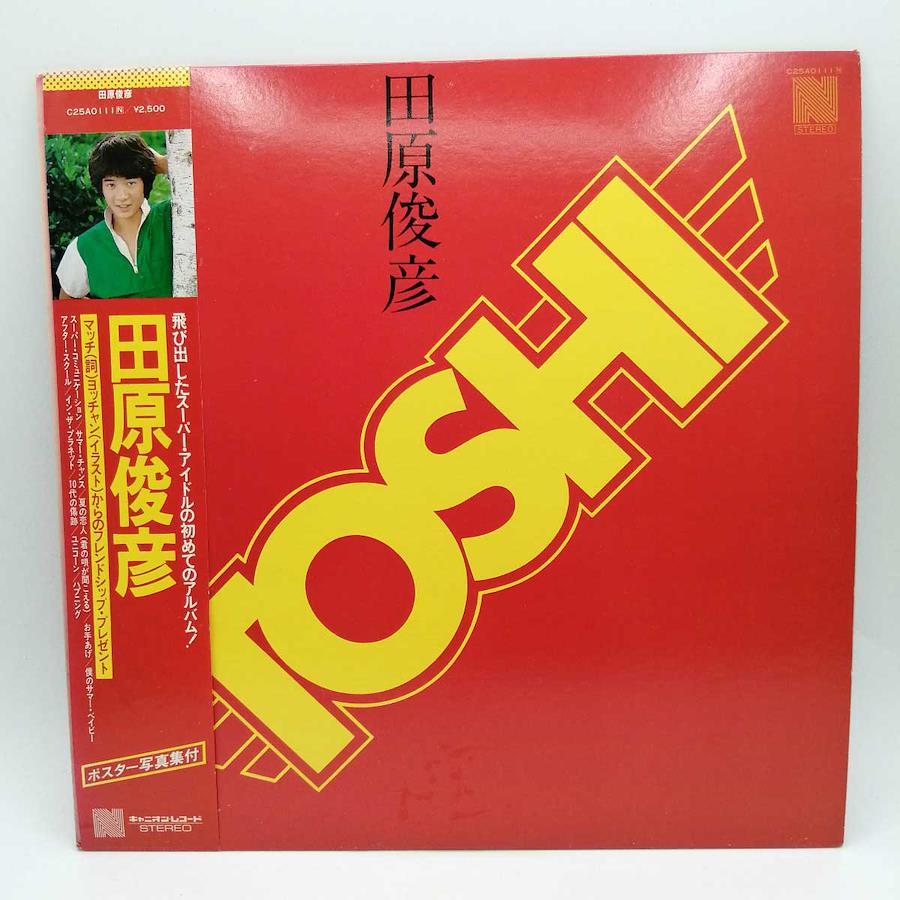 田原俊彦
C25A0111N/¥2,500
飛び出したスーパー・アイドルの初めてのアルバム!
田原俊彦
マッチ(詞)ヨッチャン(イラスト)からのフレンドシップ・プレゼント
スーパー・コミュニケーション/サマー・チャンス/夏の恋人(君の唄が聞こえる)/お手あげ/僕のサマー・ベイビー
アフター・スクール/イン・ザ・プラネット/10代の傷跡/ユニコーン/ハプニング
ポスター写真集付
N
キャニオン・レコード
STEREO
田原俊彦
TOSHI
C25A0111N
N
STEREO